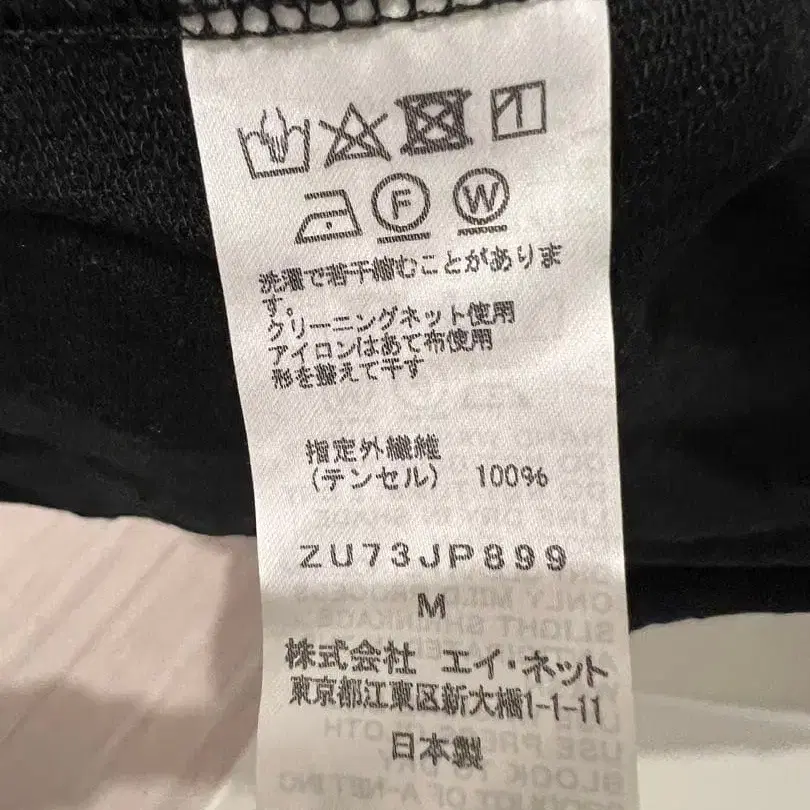 F W
洗濯で若干縮むことがありま
す。
クリーニングネット使用
アイロンはあて布使用
形を整えて干す
指定外繊維
(テンセル) 100%
ZU73JP899
M
株式会社 エイ・ネット
東京都江東区新大橋1-1-11
日本製